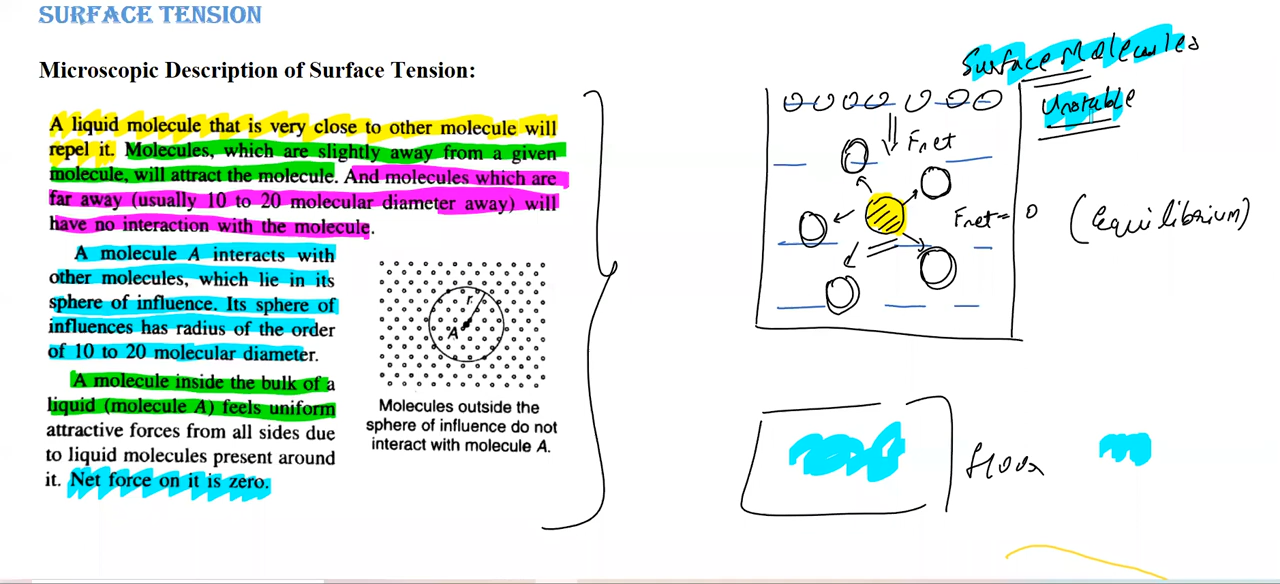 SURFACE TENSION
Microscopic Description of Surface Tension:
A liquid molecule that is very close to other molecule will
repel it. Molecules, which are slightly away from a given
molecule, will attract the molecule. And molecules which are
far away (usually 10 to 20 molecular diameter away) will
have no interaction with the molecule.
A molecule A interacts with
other molecules, which lie in its
sphere of influence. Its sphere of
influences has radius of the order
of 10 to 20 molecular diameter.
A molecule inside the bulk of a
liquid (molecule A) feels uniform
attractive forces from all sides due
to liquid molecules present around
it. Net force on it is zero.
r
A
Molecules outside the
sphere of influence do not
interact with molecule A.
Surface Molecules
Unstable
Fnet
Fnet = 0 (equilibrium)
floor